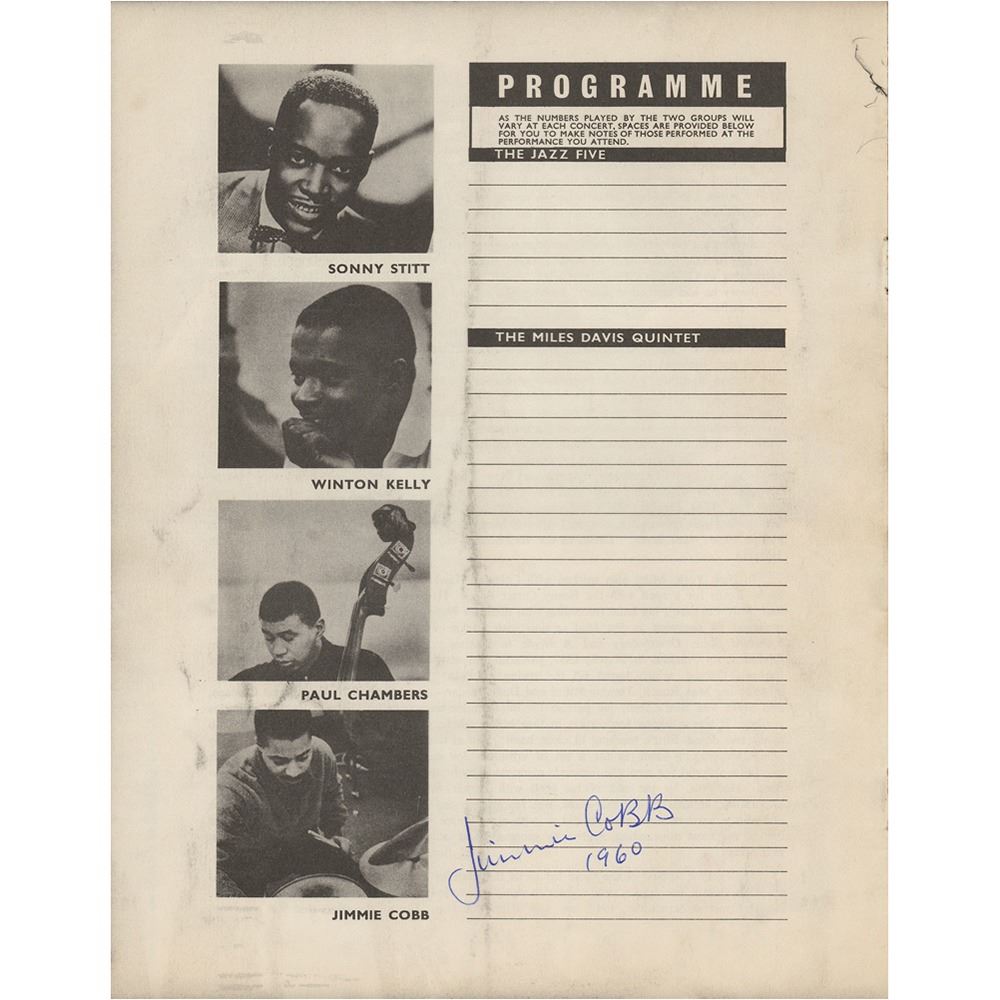 SONNY STITT
WINTON KELLY
PAUL CHAMBERS
JIMMIE COBB
PROGRAMME
AS THE NUMBERS PLAYED BY THE TWO GROUPS WILL
VARY AT EACH CONCERT, SPACES ARE PROVIDED BELOW
FOR YOU TO MAKE NOTES OF THOSE PERFORMED AT THE
PERFORMANCE YOU ATTEND.
THE JAZZ FIVE
THE MILES DAVIS QUINTET
Jimmie CoBB
1960